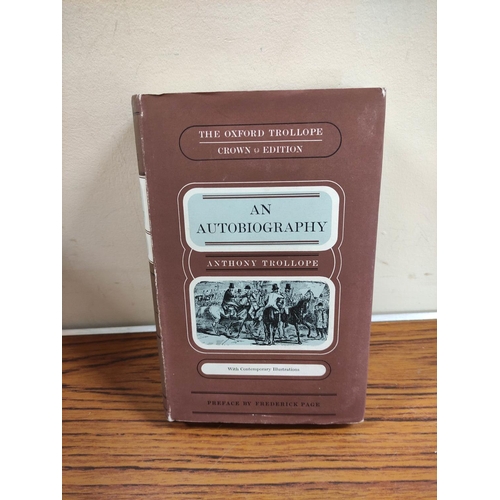 THE OXFORD TROLLOPE
CROWN EDITION
AN
AUTOBIOGRAPHY
ANTHONY TROLLOPE
With Contemporary Illustrations
PREFACE BY FREDERICK PAGE